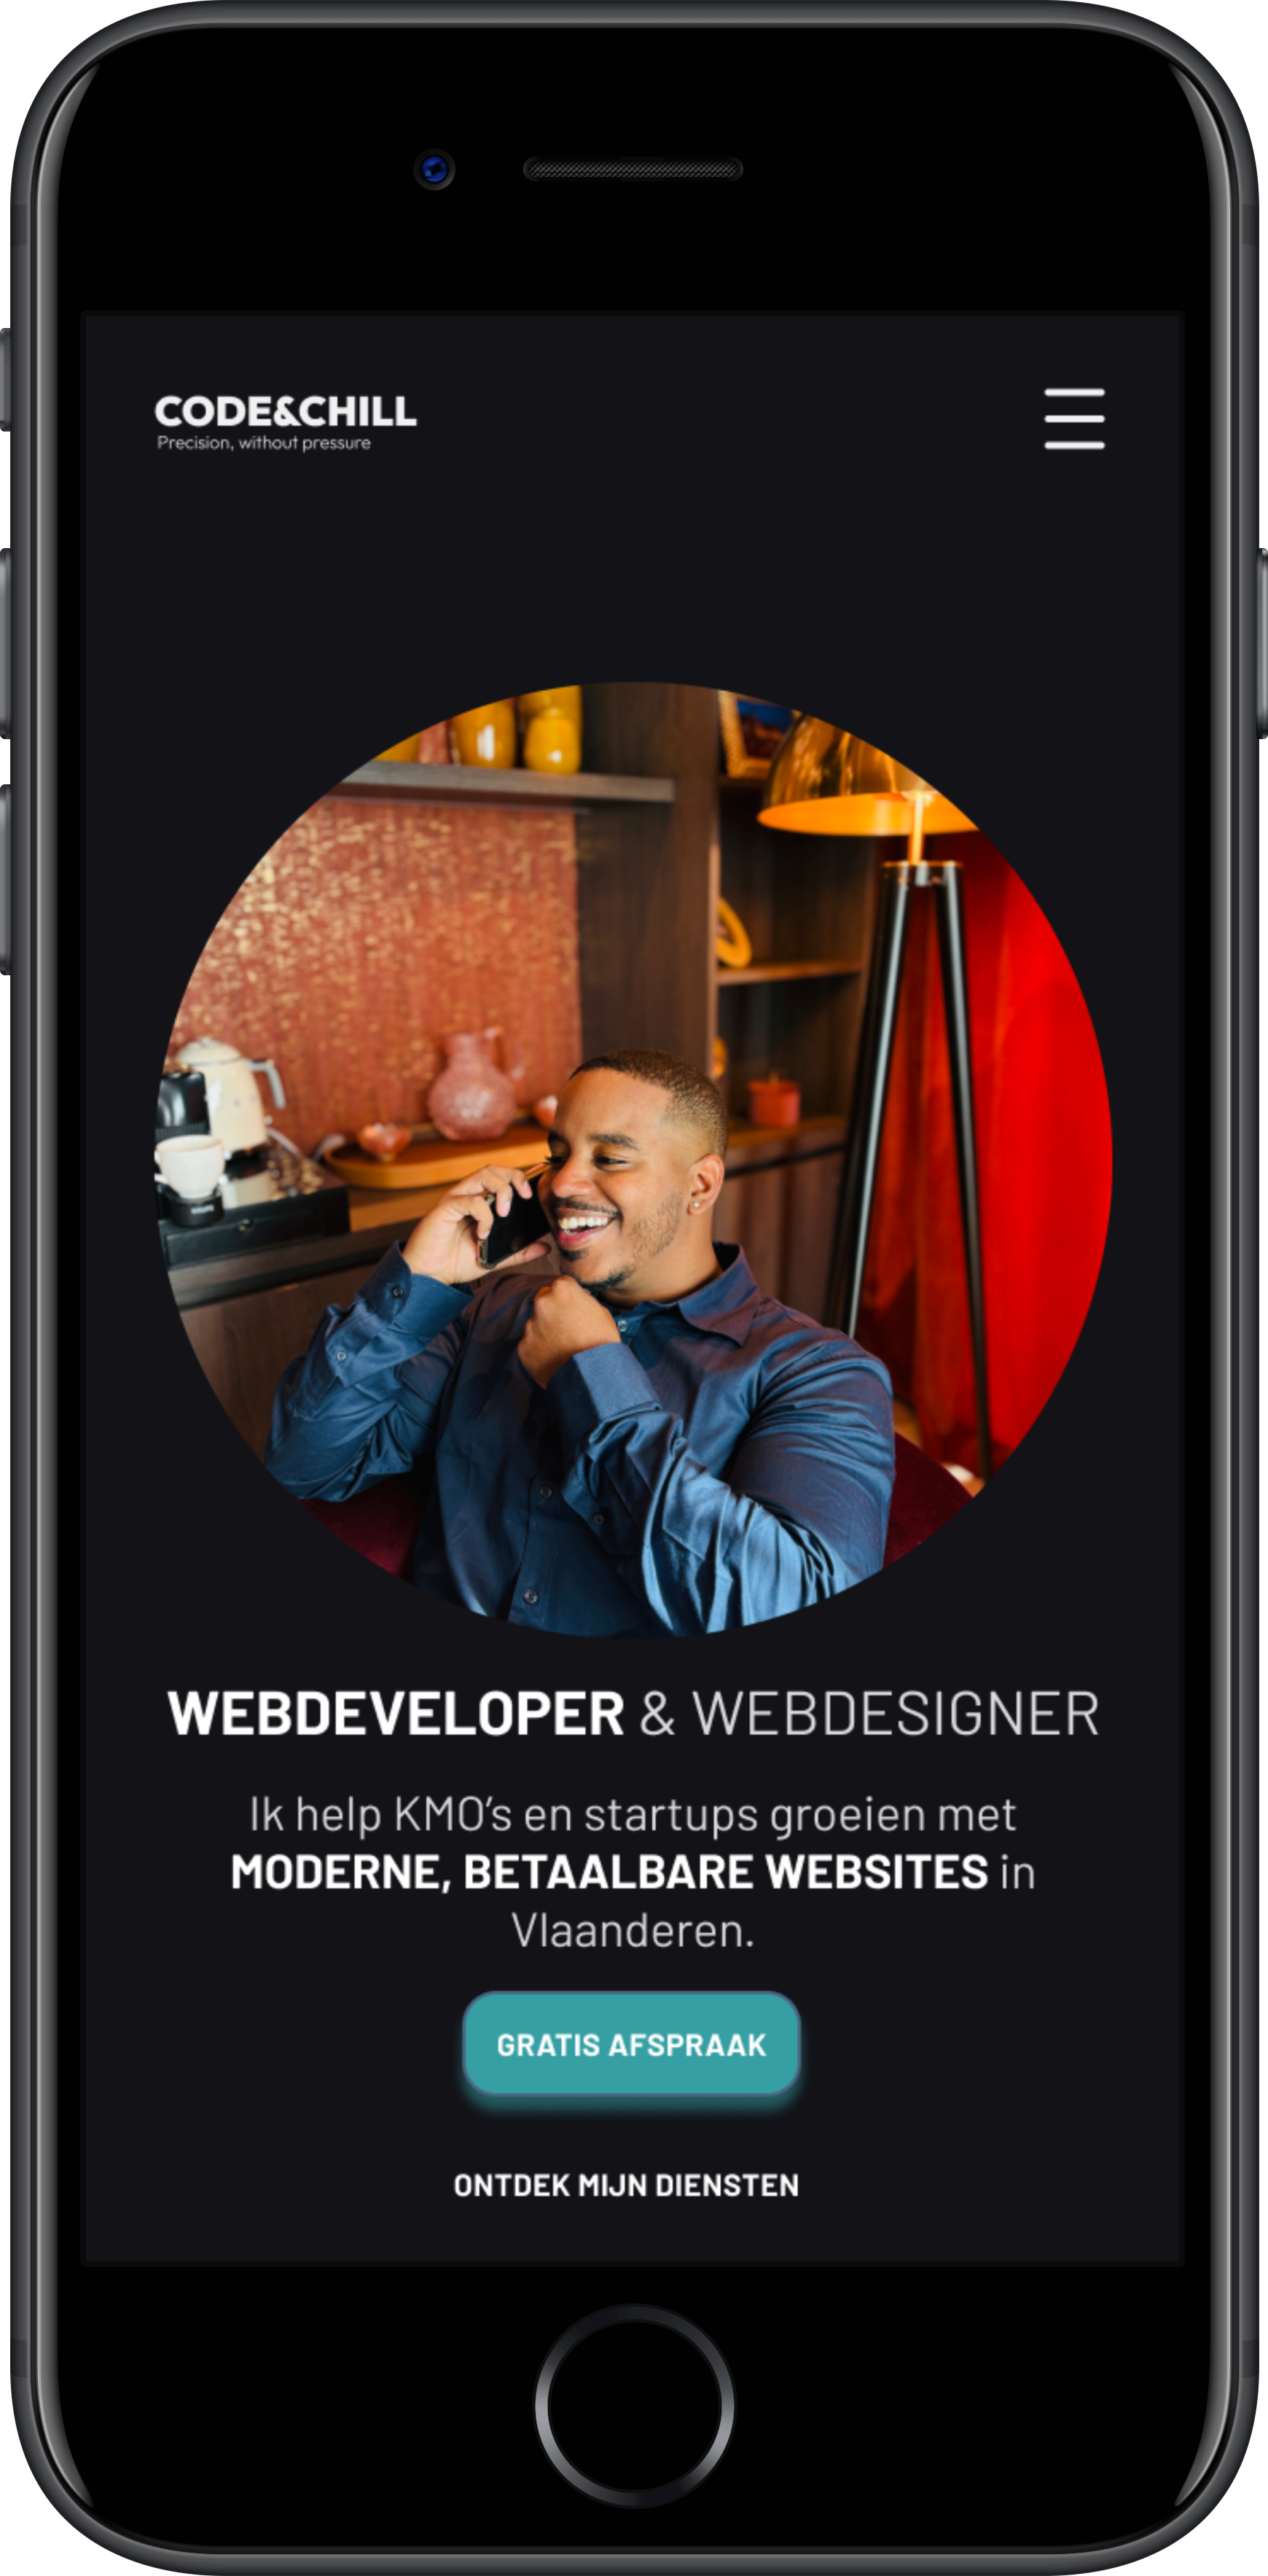 CODE&CHILL
Precision, without pressure
WEBDEVELOPER & WEBDESIGNER
Ik help KMO’s en startups groeien met
MODERNE, BETAALBARE WEBSITES in
Vlaanderen.
GRATIS AFSPRAAK
ONTDEK MIJN DIENSTEN